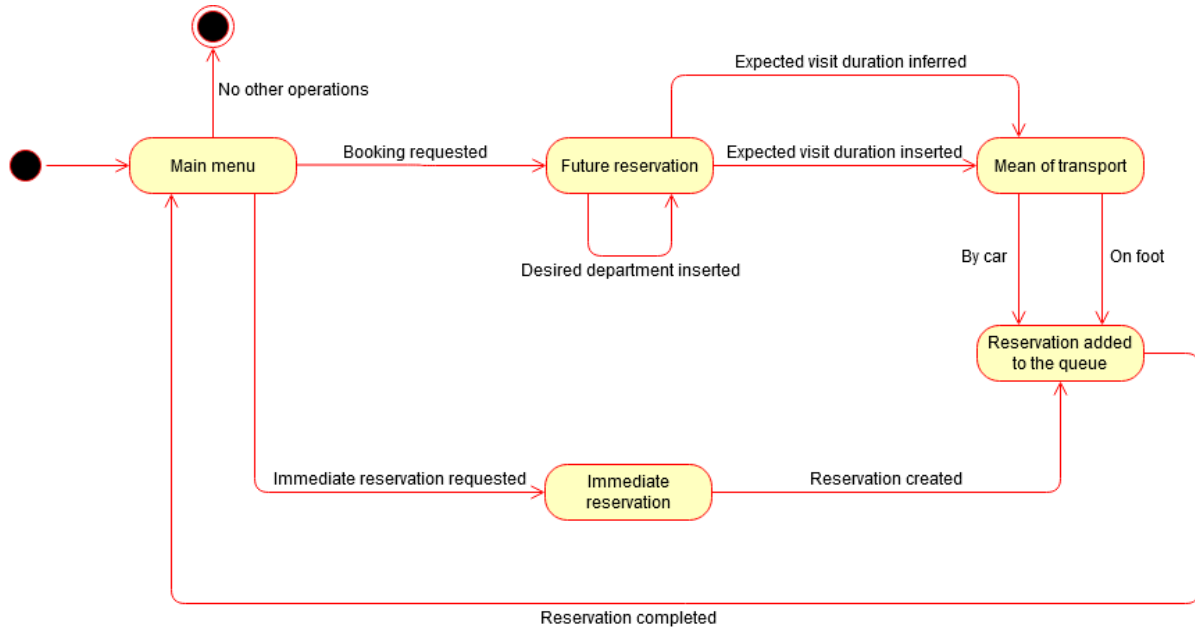 Expected visit duration inferred
No other operations
Main menu
Booking requested
Future reservation
Expected visit duration inserted
Mean of transport
Desired department inserted
By car
On foot
Reservation added
to the queue
Immediate reservation requested
Immediate
reservation
Reservation created
Reservation completed